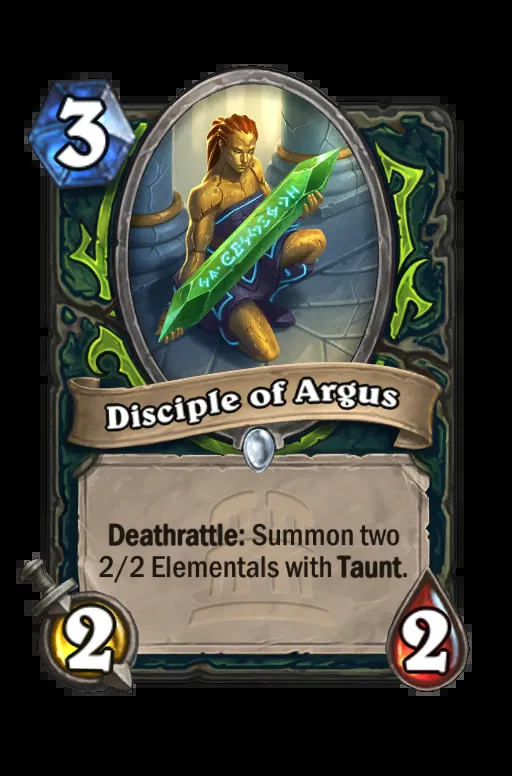 3
Disciple of Argus
Deathrattle: Summon two
2/2 Elementals with Taunt.
2
2